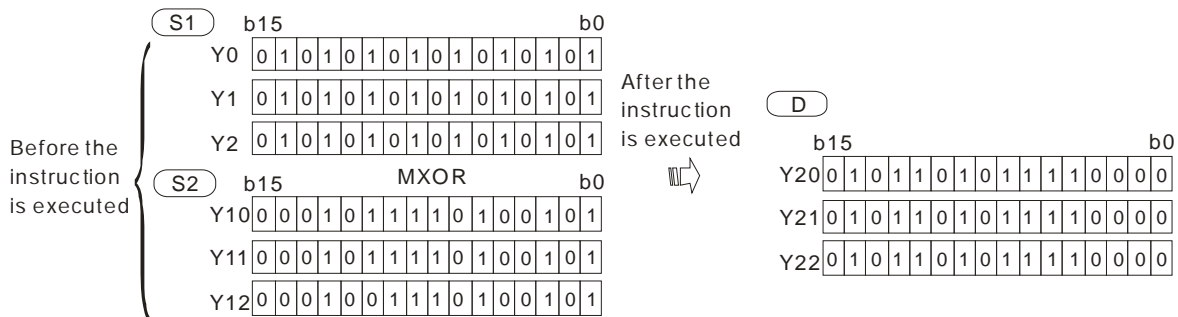 S1
b15 b0
Y0 0 1 0 1 0 1 0 1 0 1 0 1 0 1 0 1
Y1 0 1 0 1 0 1 0 1 0 1 0 1 0 1 0 1
Y2 0 1 0 1 0 1 0 1 0 1 0 1 0 1 0 1
Before the
instruction
is executed
S2
b15 MXOR b0
Y10 0 0 0 1 0 1 1 1 1 0 1 0 0 1 0 1
Y11 0 0 0 1 0 1 1 1 1 0 1 0 0 1 0 1
Y12 0 0 0 1 0 0 1 1 1 0 1 0 0 1 0 1
After the
instruction
is executed
D
b15 b0
Y20 0 1 0 1 1 0 1 0 1 1 1 1 0 0 0 0
Y21 0 1 0 1 1 0 1 0 1 1 1 1 0 0 0 0
Y22 0 1 0 1 1 0 1 0 1 1 1 1 0 0 0 0